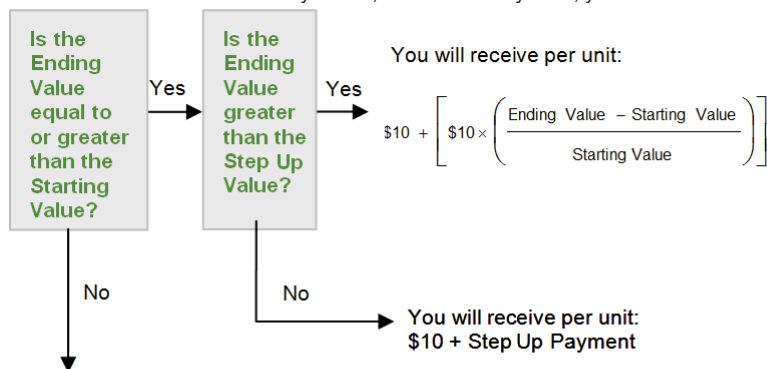 Is the
Ending
Value
equal to
or greater
than the
Starting
Value?
Yes
Is the
Ending
Value
greater
than the
Step Up
Value?
Yes
You will receive per unit:
$10 + [ $10 × ( Ending Value – Starting Value
Starting Value ) ]
No
No
You will receive per unit:
$10 + Step Up Payment